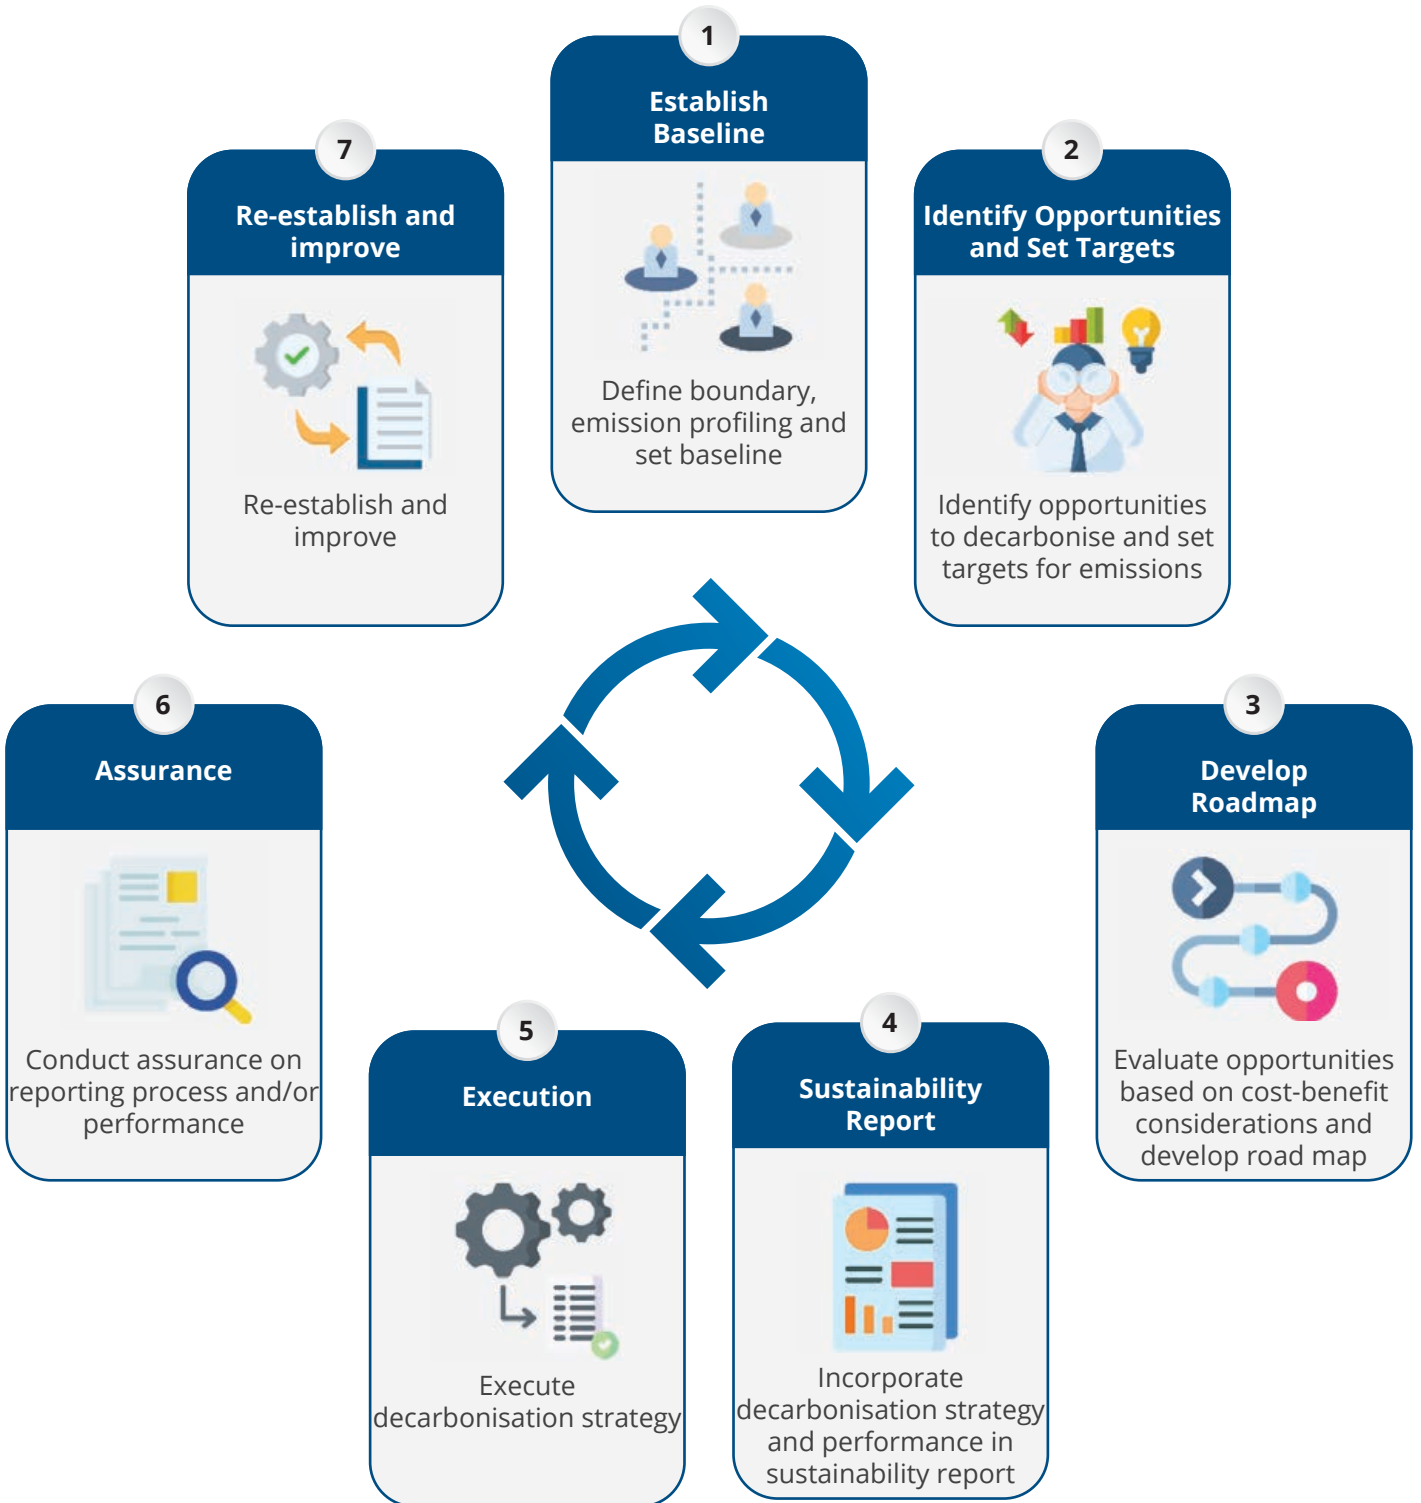 1
Establish
Baseline
Define boundary,
emission profiling and
set baseline
2
Identify Opportunities
and Set Targets
Identify opportunities
to decarbonise and set
targets for emissions
3
Develop
Roadmap
Evaluate opportunities
based on cost-benefit
considerations and
develop road map
4
Sustainability
Report
Incorporate
decarbonisation strategy
and performance in
sustainability report
5
Execution
Execute
decarbonisation strategy
6
Assurance
Conduct assurance on
reporting process and/or
performance
7
Re-establish and
improve
Re-establish and
improve